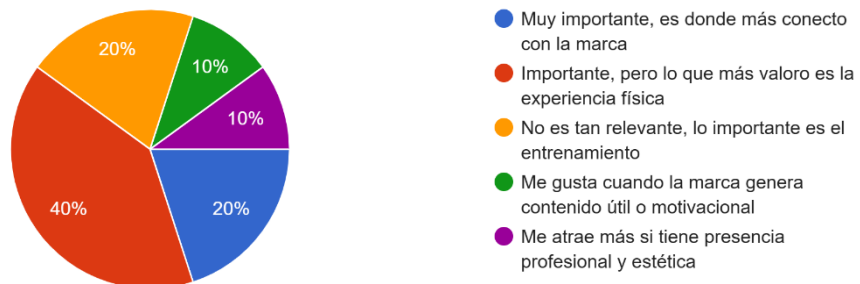 20%
10%
10%
40%
20%
Muy importante, es donde más conecto
con la marca
Importante, pero lo que más valoro es la
experiencia física
No es tan relevante, lo importante es el
entrenamiento
Me gusta cuando la marca genera
contenido útil o motivacional
Me atrae más si tiene presencia
profesional y estética